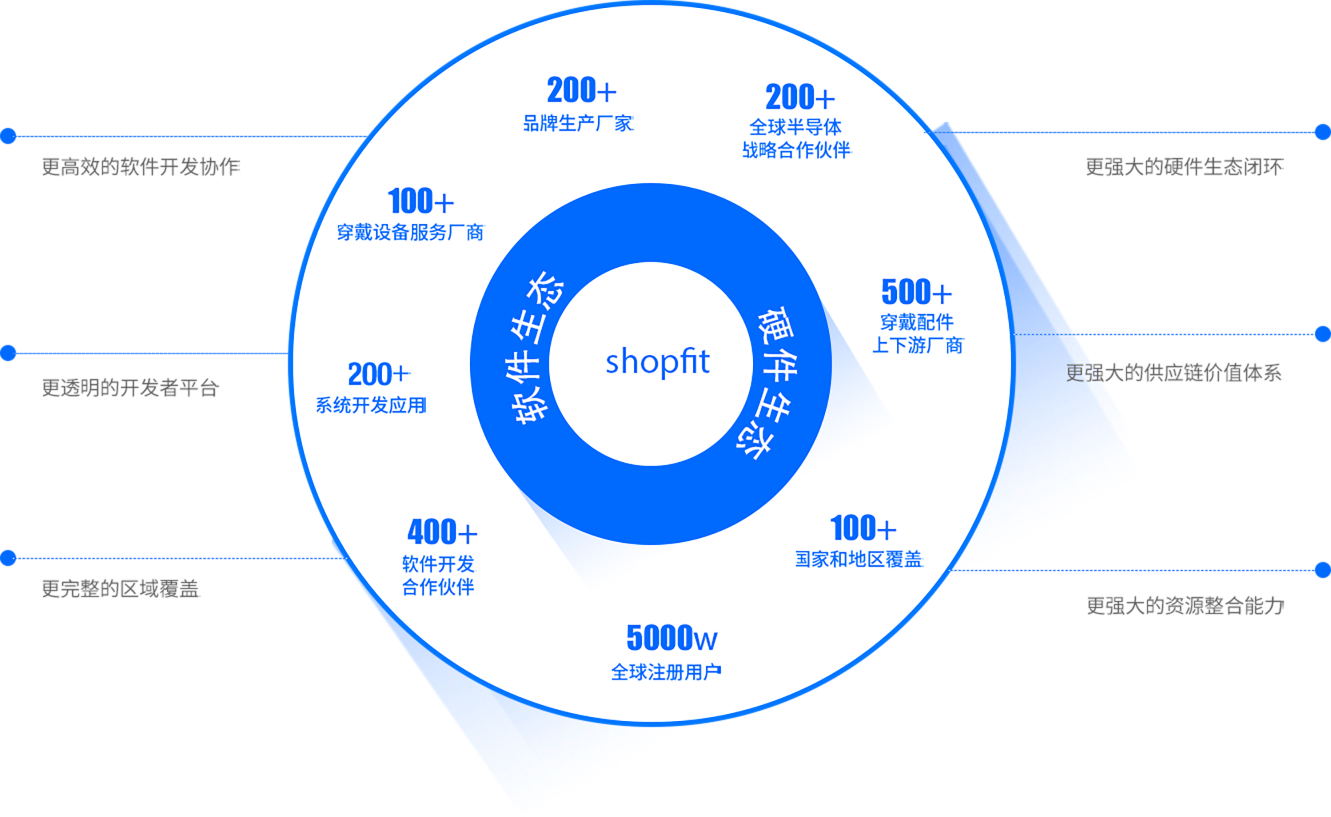 200+
品牌生产厂家
200+
全球半导体
战略合作伙伴
更高效的软件开发协作
更强大的硬件生态闭环
100+
穿戴设备服务厂商
500+
穿戴配件
上下游厂商
软件生态
shopfit
硬件生态
更透明的开发者平台
200+
系统开发应用
更强大的供应链价值体系
400+
软件开发
合作伙伴
100+
国家和地区覆盖
更完整的区域覆盖
更强大的资源整合能力
5000w
全球注册用户